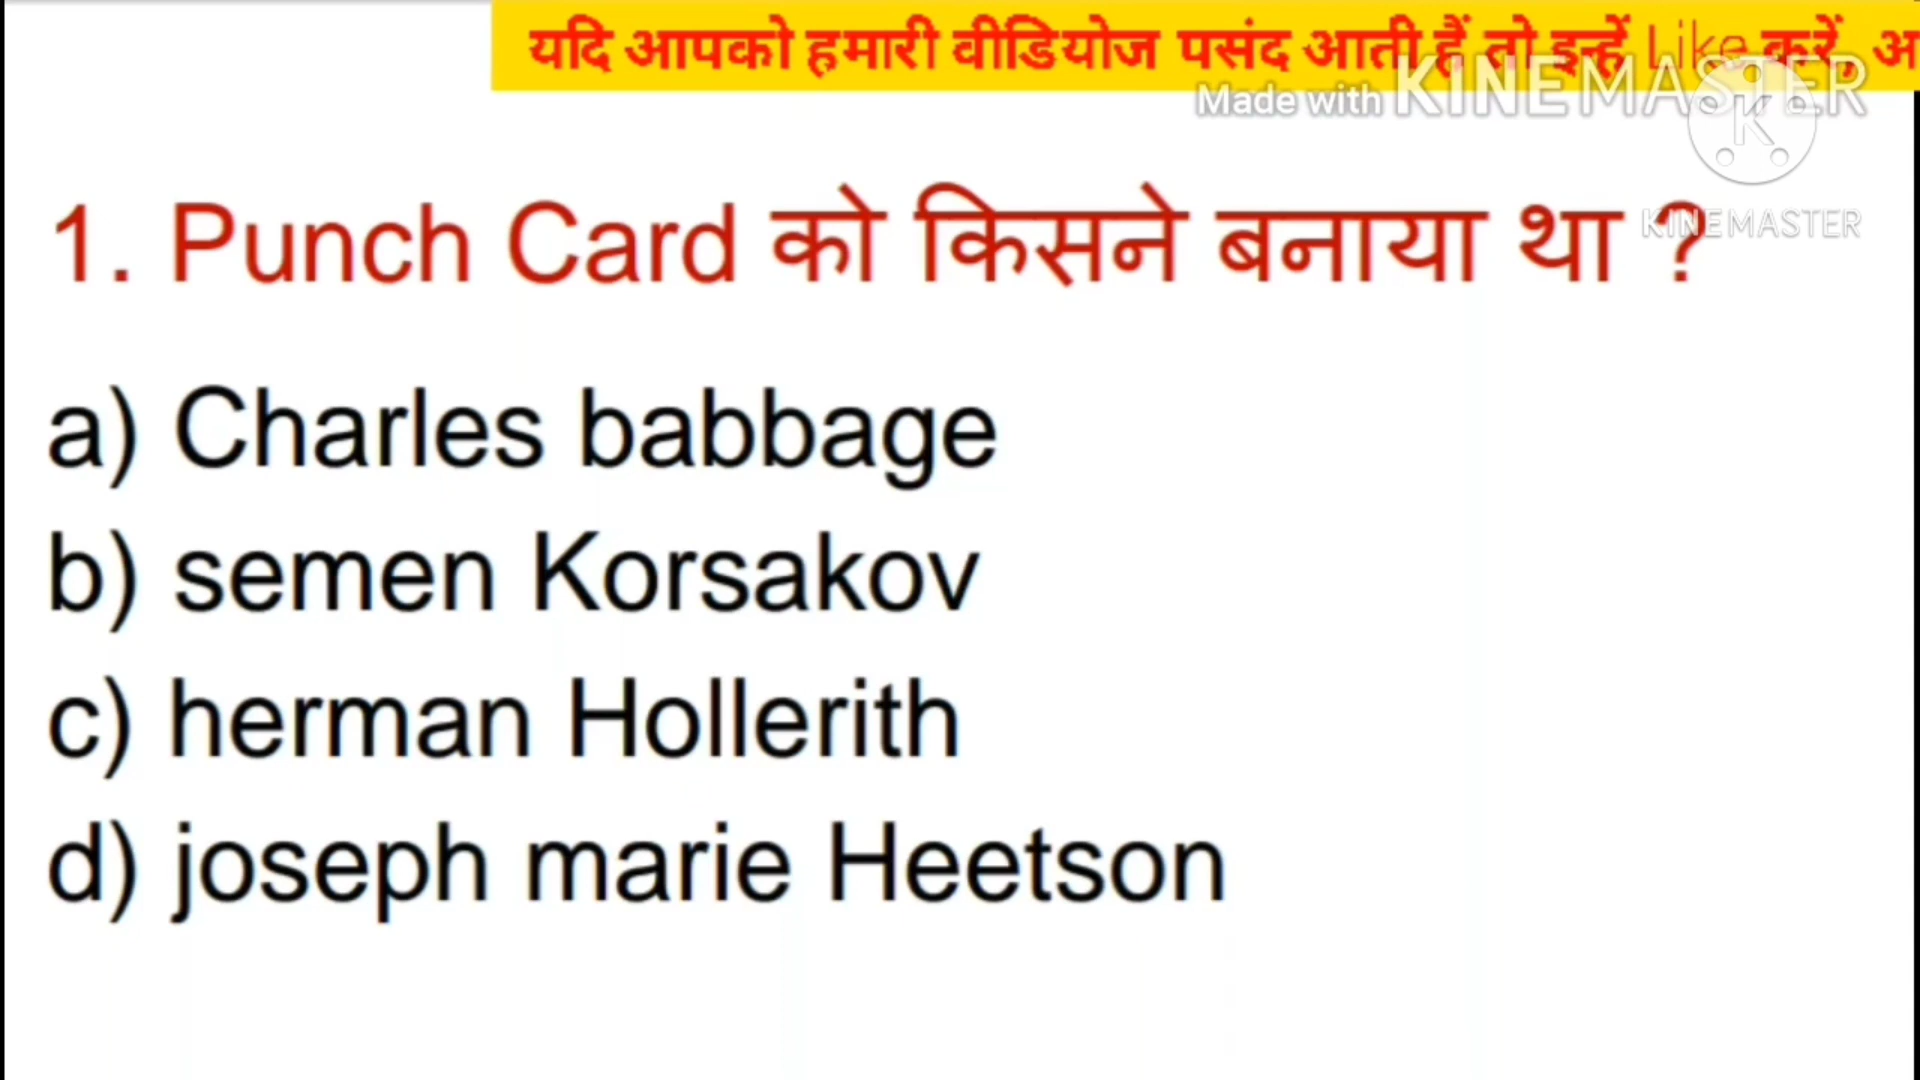 यदि आपको हमारी वीडियोज पसंद आती हैं तो इन्हें Like करें, अ
Made with KINEMASTER
KINEMASTER
1. Punch Card को किसने बनाया था ?
a) Charles babbage
b) semen Korsakov
c) herman Hollerith
d) joseph marie Heetson